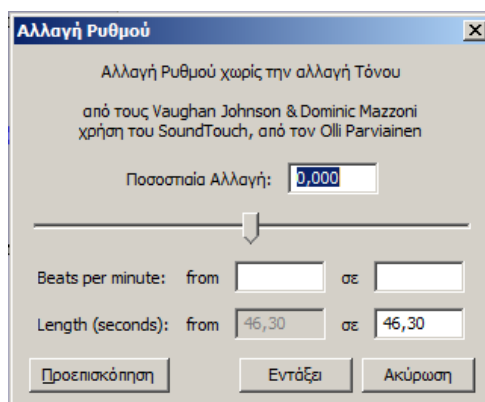 Αλλαγή Ρυθμού
Αλλαγή Ρυθμού χωρίς την αλλαγή Τόνου
από τους Vaughan Johnson & Dominic Mazzoni
χρήση του SoundTouch, από τον Olli Parviainen
Ποσοστιαία Αλλαγή: 0,000
Beats per minute: from σε
Length (seconds): from 46,30 σε 46,30
Προεπισκόπηση Εντάξει Ακύρωση